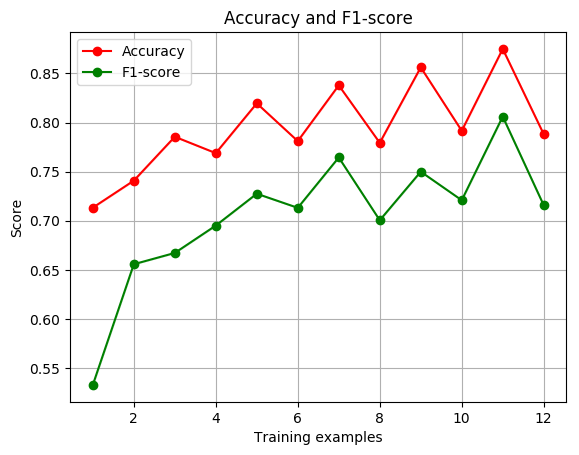 Accuracy and F1-score
Accuracy
F1-score
Score
0.85
0.80
0.75
0.70
0.65
0.60
0.55
2 4 6 8 10 12
Training examples